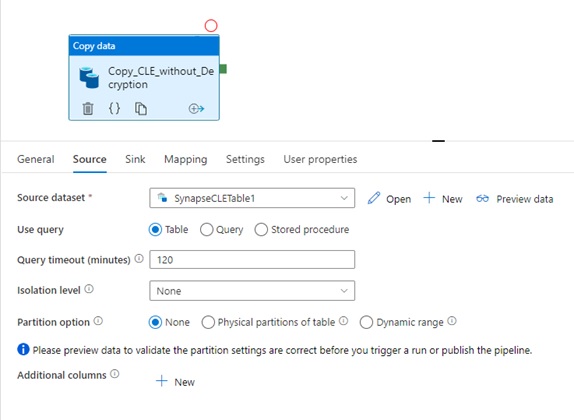 Copy data
Copy_CLE_without_De
cryption
General Source Sink Mapping Settings User properties
Source dataset * SynapseCLETable1 Open New Preview data
Use query Table Query Stored procedure
Query timeout (minutes) 120
Isolation level None
Partition option None Physical partitions of table Dynamic range
Please preview data to validate the partition settings are correct before you trigger a run or publish the pipeline.
Additional columns New